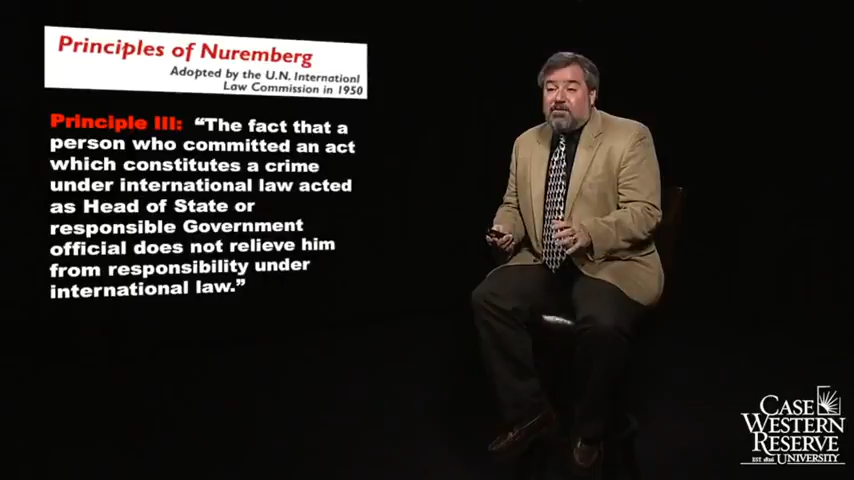 Principles of Nuremberg
Adopted by the U.N. Internationl
Law Commission in 1950
Principle III: “The fact that a
person who committed an act
which constitutes a crime
under international law acted
as Head of State or
responsible Government
official does not relieve him
from responsibility under
international law.”
CASE
WESTERN
RESERVE
UNIVERSITY